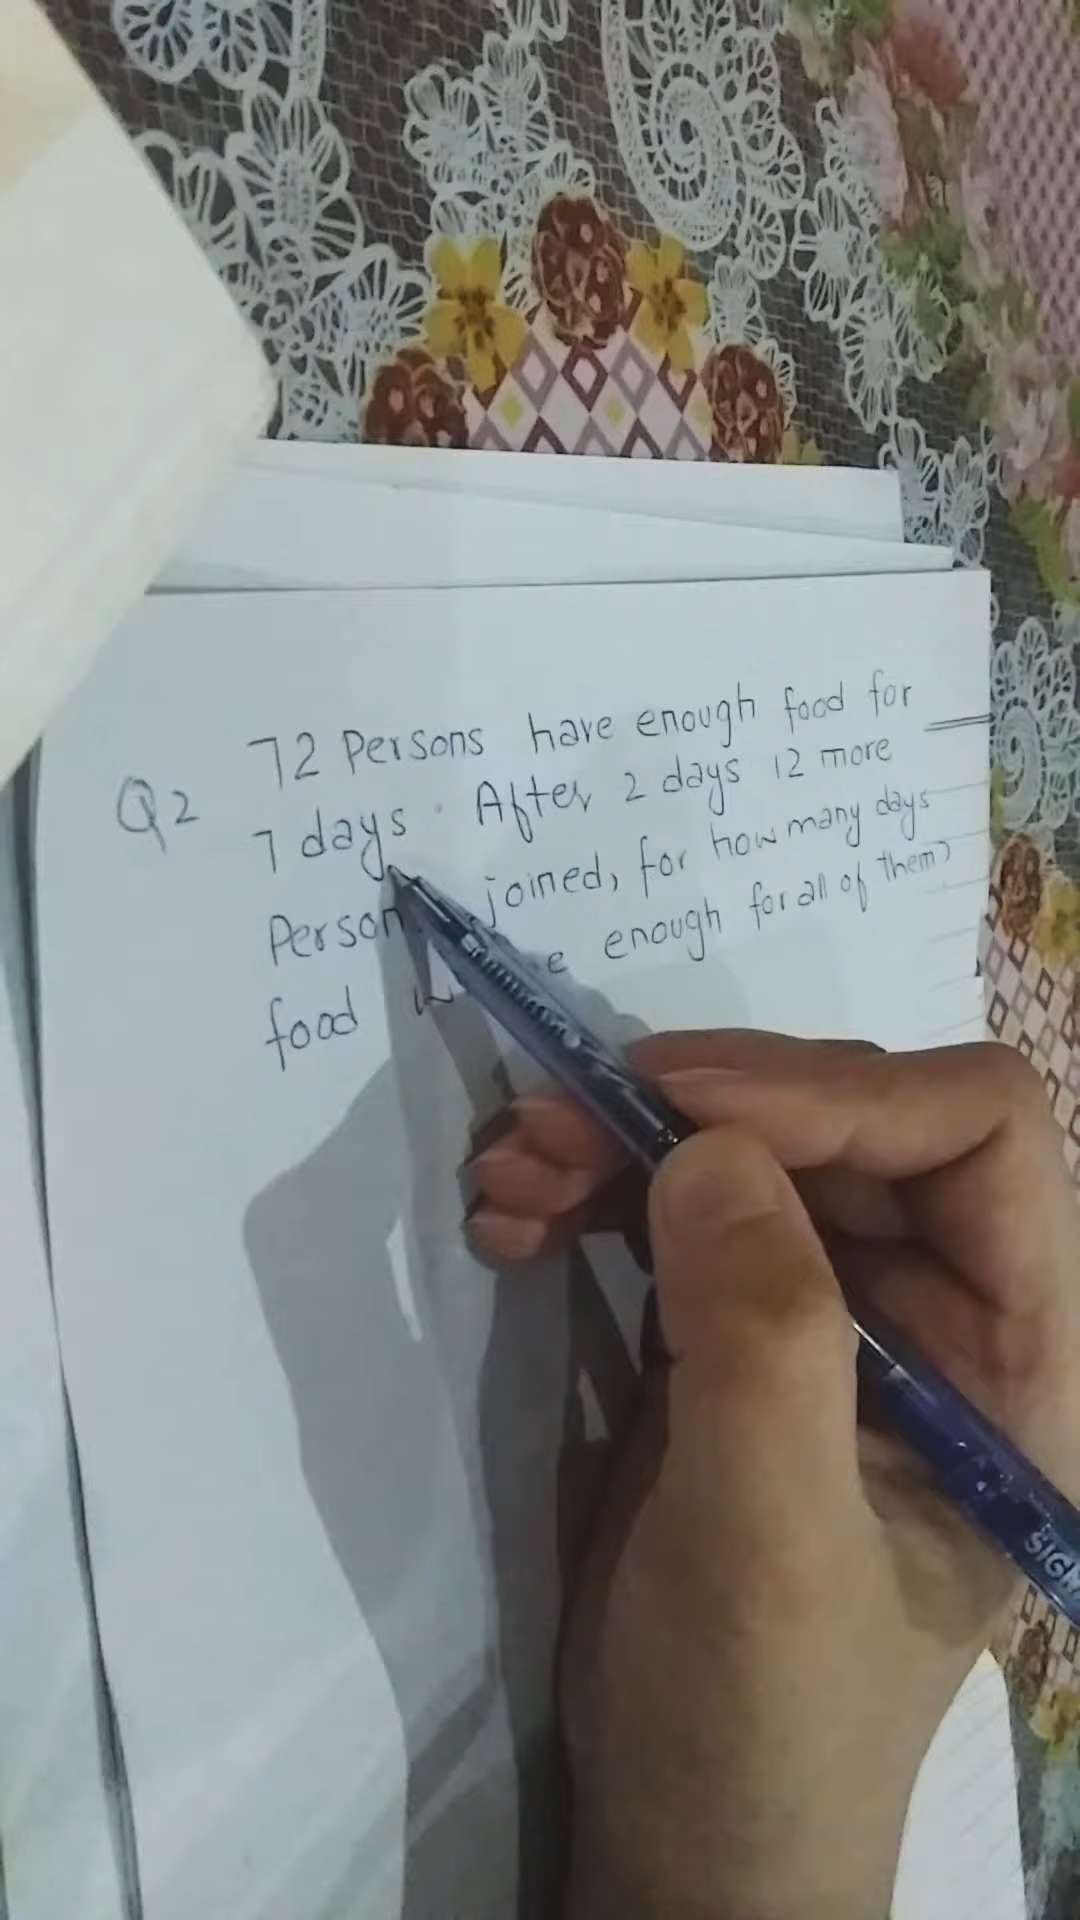 Q2 72 Persons have enough food for
7 days. After 2 days 12 more
Person joined, for how many days
food enough for all of them?
SIGM